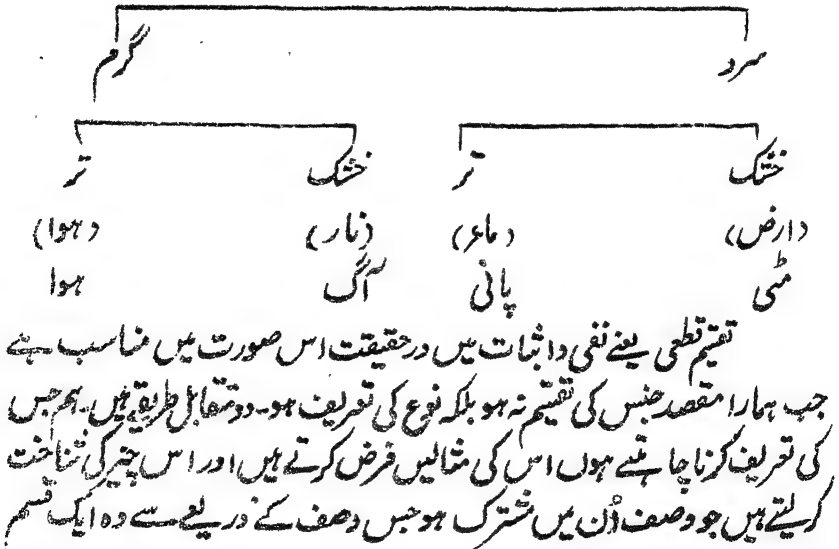 سرد گرم
خشک تر خشک تر
(ارض) (ماء) (نار) (ہوا)
مٹی پانی آگ ہوا
تقیم قطعی یعنے نفی واثبات میں درحقیقت اس صورت میں مناسب ہے
جب ہمارا مقصد جنس کی تقیتم نہ ہو بلکہ نوع کی تعریف ہو۔ دو متقابل طریقے ہیں۔ ہم جس
کی تعریف کرنا چاہتے ہوں اس کی مثالیں فرض کرتے ہیں اور اس چیز کی شناخت
کرلیتے ہیں جو وصف اُن میں مشترک ہو جس وصف کے ذریعے سے وہ ایک قسم